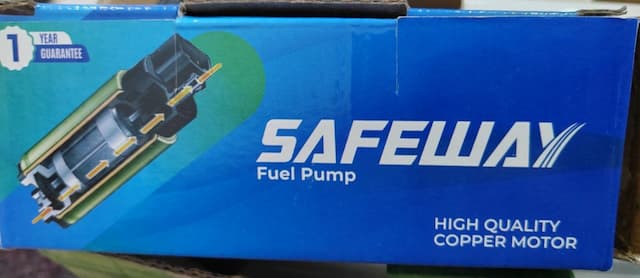 1 YEAR
GUARANTEE
SAFEWAY
Fuel Pump
HIGH QUALITY
COPPER MOTOR